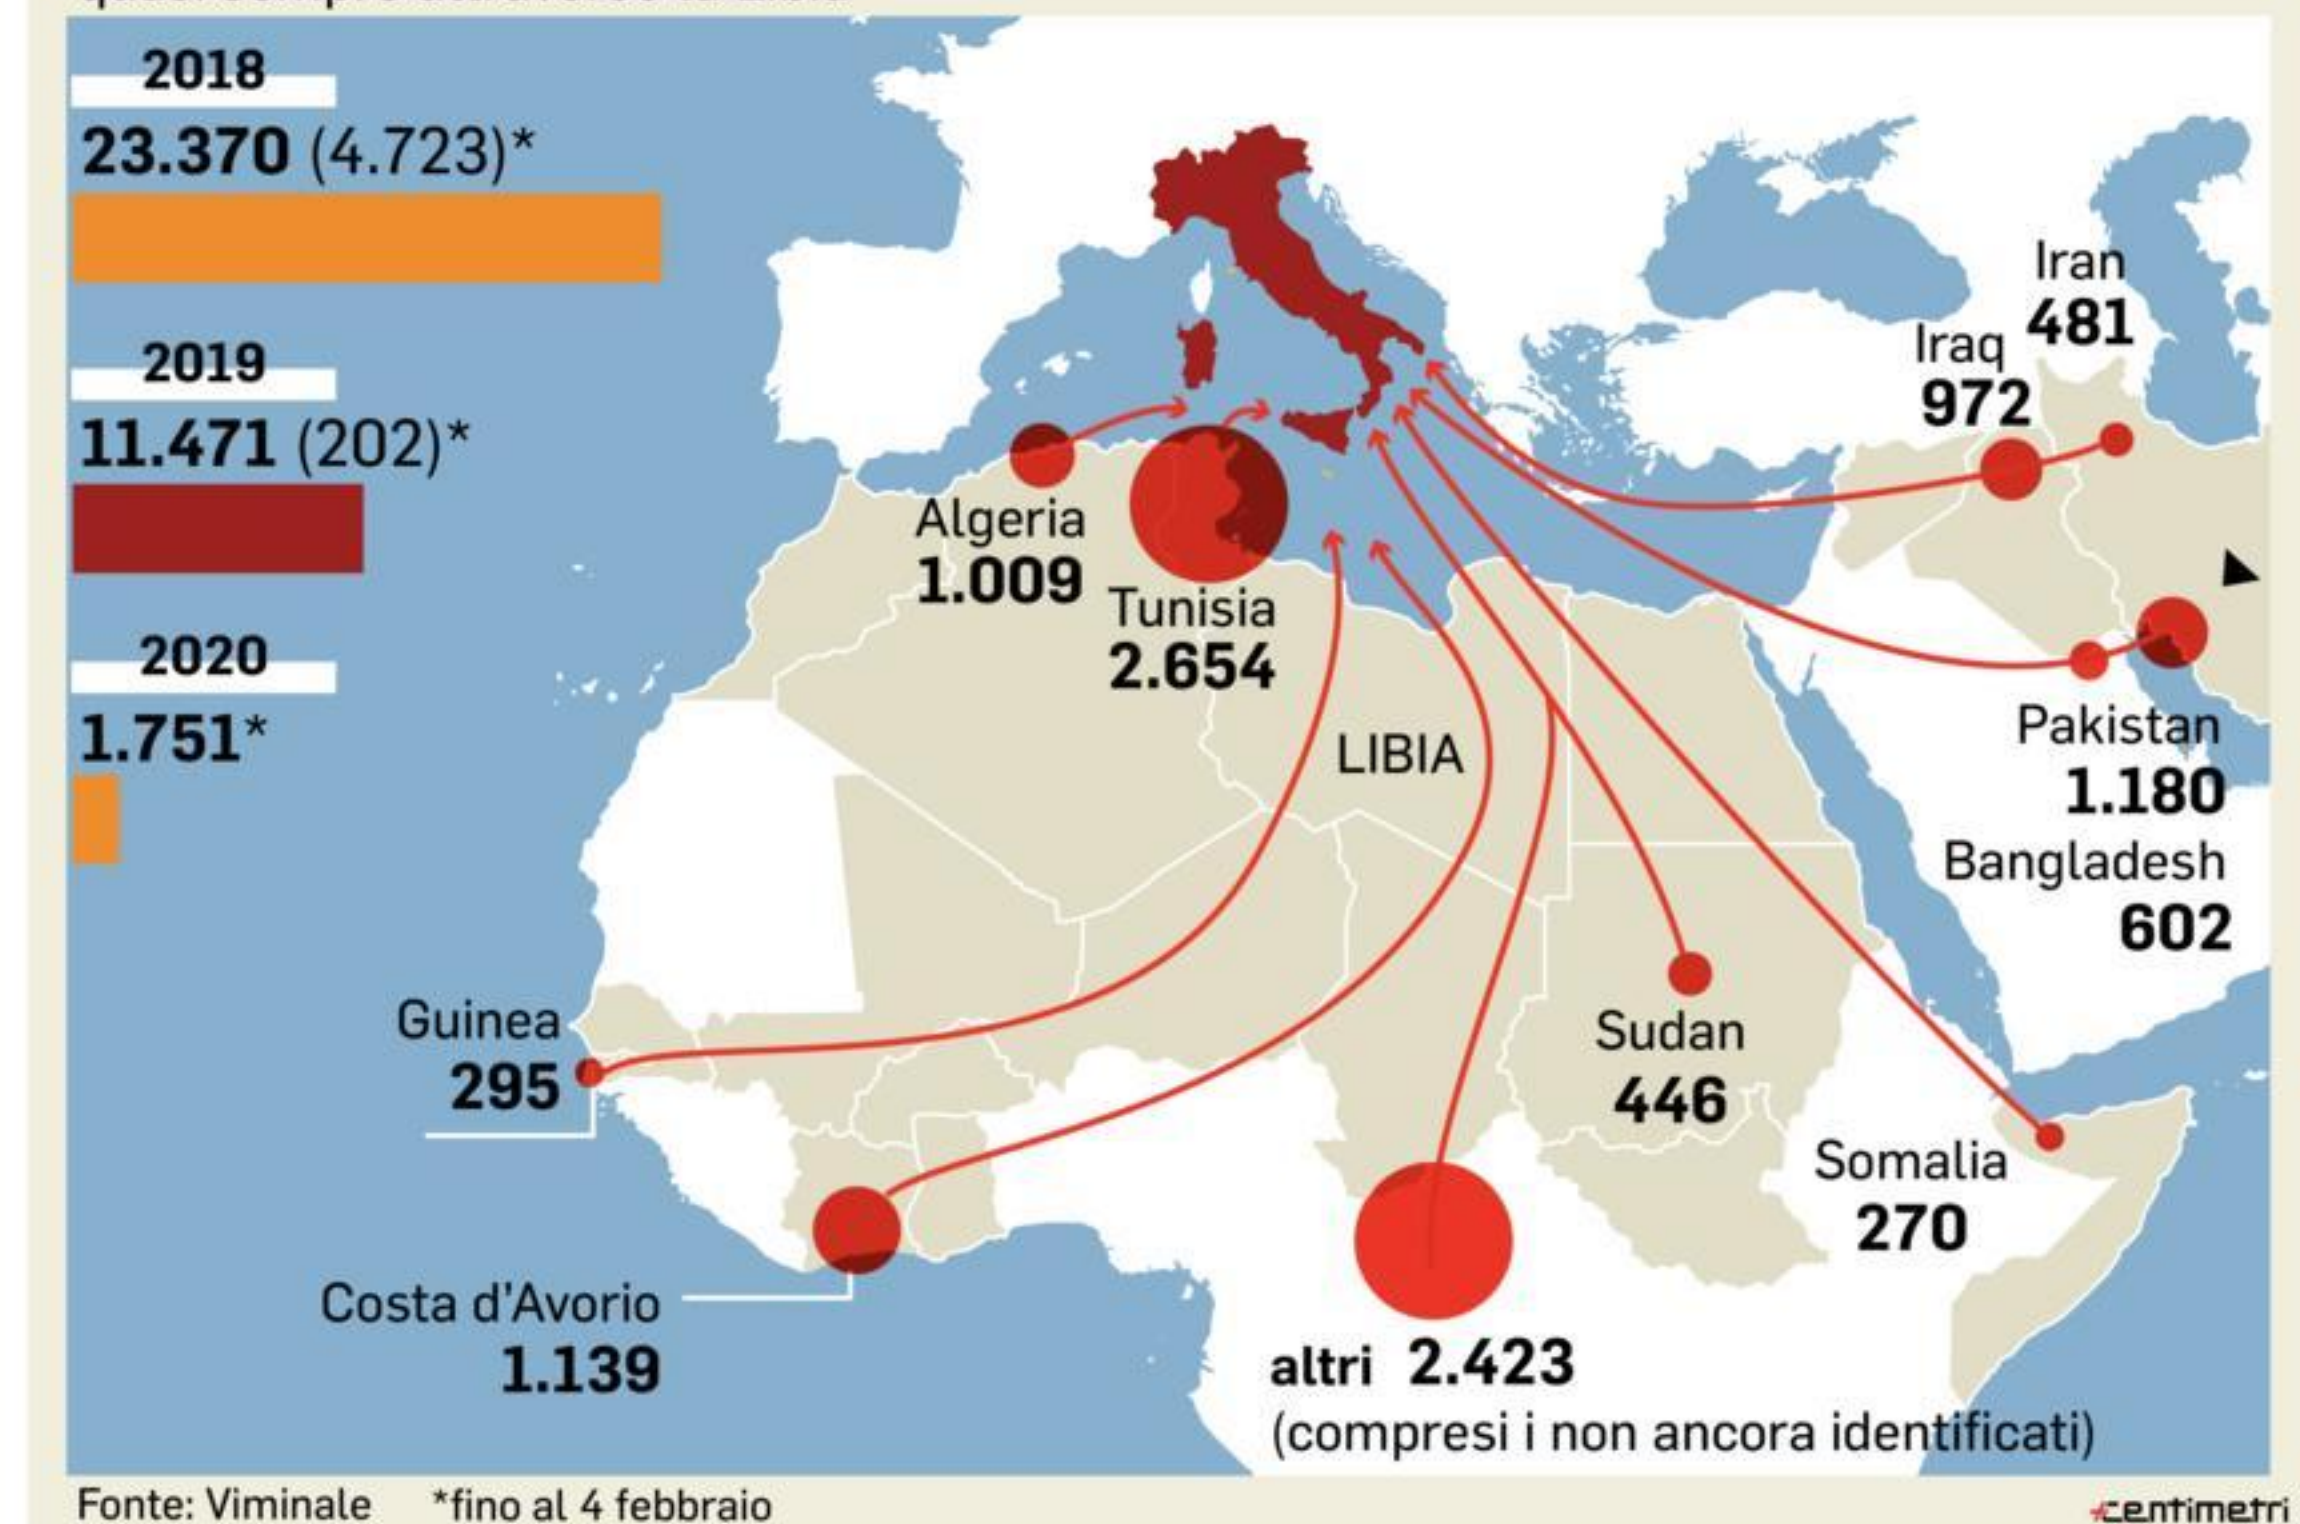 2018
23.370 (4.723)*
2019
11.471 (202)*
2020
1.751*
Iran
481
Iraq
972
Algeria
1.009
Tunisia
2.654
LIBIA
Pakistan
1.180
Bangladesh
602
Guinea
295
Sudan
446
Somalia
270
Costa d'Avorio
1.139
altri 2.423
(compresi i non ancora identificati)
Fonte: Viminale *fino al 4 febbraio
centimetri